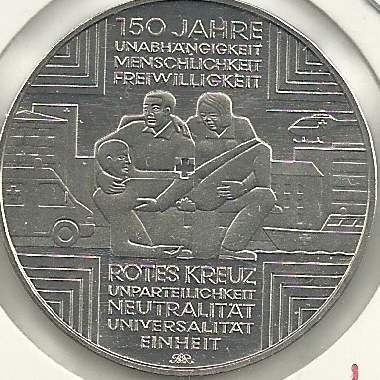 150 JAHRE
UNABHÄNGIGKEIT
MENSCHLICHKEIT
FREIWILLIGKEIT
ROTES KREUZ
UNPARTEILICHKEIT
NEUTRALITÄT
UNIVERSALITÄT
EINHEIT